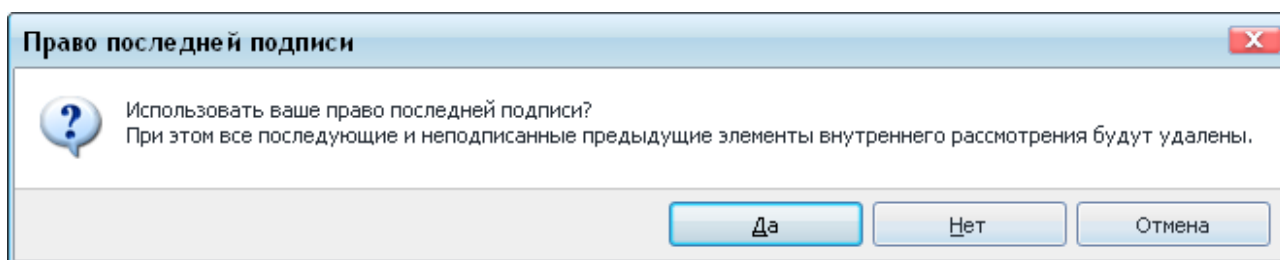 Право последней подписи
Использовать ваше право последней подписи?
При этом все последующие и неподписанные предыдущие элементы внутреннего рассмотрения будут удалены.
Да Нет Отмена